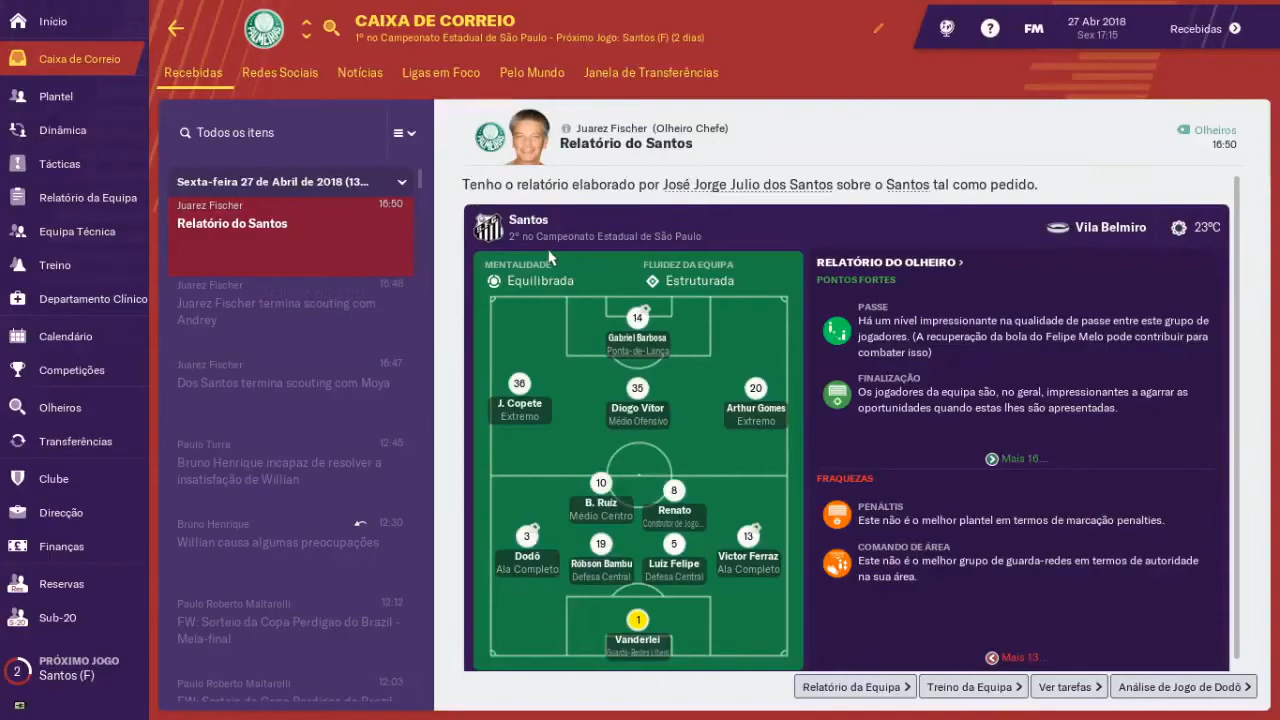 Início
Caixa de Correio
Plantel
Dinâmica
Tácticas
Relatório da Equipa
Equipa Técnica
Treino
Departamento Clínico
Calendário
Competições
Olheiros
Transferências
Clube
Direcção
Finanças
Reservas
Sub-20
2
PRÓXIMO JOGO
Santos (F)
CAIXA DE CORREIO
1º no Campeonato Estadual de São Paulo - Próximo Jogo: Santos (F) (2 dias)
?
FM
27 Abr 2018
Sex 17:15
Recebidas
Recebidas
Redes Sociais
Notícias
Ligas em Foco
Pelo Mundo
Janela de Transferências
Todos os itens
Sexta-feira 27 de Abril de 2018 (13...
Juarez Fischer 16:50
Relatório do Santos
Juarez Fischer 16:48
Juarez Fischer termina scouting com
Andrey
Juarez Fischer 16:47
Dos Santos termina scouting com Moya
Paulo Turra 12:45
Bruno Henrique incapaz de resolver a
insatisfação de Willian
Bruno Henrique 12:30
Willian causa algumas preocupações
Paulo Roberto Maltarolli 12:12
FW: Sorteio da Copa Perdigao do Brazil -
Meia-final
Paulo Roberto Maltarolli 12:03
FW: Sorteio da Copa Perdigao do Brazil -
Juarez Fischer (Olheiro Chefe)
Relatório do Santos
Olheiros
16:50
Tenho o relatório elaborado por José Jorge Julio dos Santos sobre o Santos tal como pedido.
Santos
2º no Campeonato Estadual de São Paulo
Vila Belmiro
23ºC
MENTALIDADE
Equilibrada
FLUIDEZ DA EQUIPA
Estruturada
14
Gabriel Barbosa
Ponta-de-Lança
36
J. Copete
Extremo
35
Diogo Vítor
Médio Ofensivo
20
Arthur Gomes
Extremo
10
B. Ruíz
Médio Centro
8
Renato
Construtor de Jogo...
3
Dodô
Ala Completo
19
Róbson Bambu
Defesa Central
5
Luiz Felipe
Defesa Central
13
Victor Ferraz
Ala Completo
1
Vanderlei
Guarda-Redes Líbero
RELATÓRIO DO OLHEIRO ›
PONTOS FORTES
PASSE
Há um nível impressionante na qualidade de passe entre este grupo de
jogadores. (A recuperação da bola do Felipe Melo pode contribuir para
combater isso)
FINALIZAÇÃO
Os jogadores da equipa são, no geral, impressionantes a agarrar as
oportunidades quando estas lhes são apresentadas.
Mais 16...
FRAQUEZAS
PENÁLTIS
Este não é o melhor plantel em termos de marcação penalties.
COMANDO DE ÁREA
Este não é o melhor grupo de guarda-redes em termos de autoridade
na sua área.
Mais 13...
Relatório da Equipa
Treino da Equipa
Ver tarefas
Análise de Jogo de Dodô